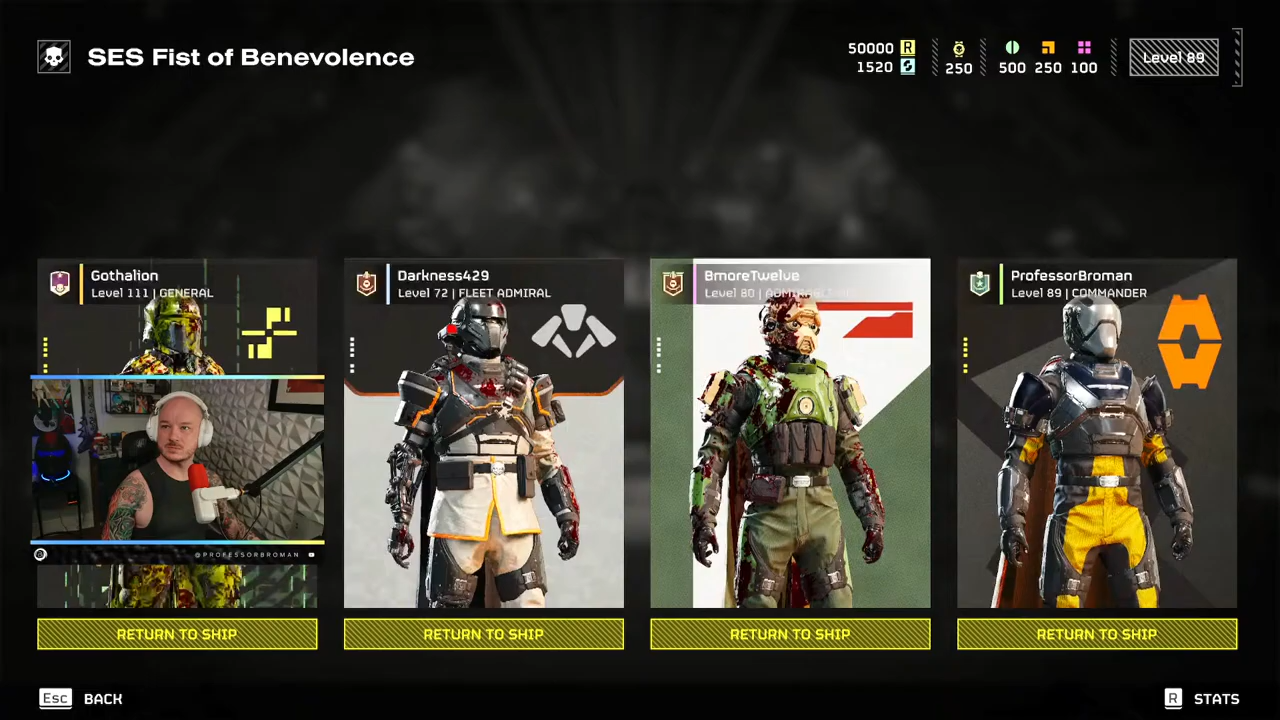 SES Fist of Benevolence
50000 R
1520
250
500 250 100
Level 89
Gothalion
Level 111 | GENERAL
Darkness429
Level 72 | FLEET ADMIRAL
BmoreTwelve
Level 80 |
ProfessorBroman
Level 89 | COMMANDER
@PROFESSORBROMAN
RETURN TO SHIP
RETURN TO SHIP
RETURN TO SHIP
RETURN TO SHIP
Esc BACK
R STATS